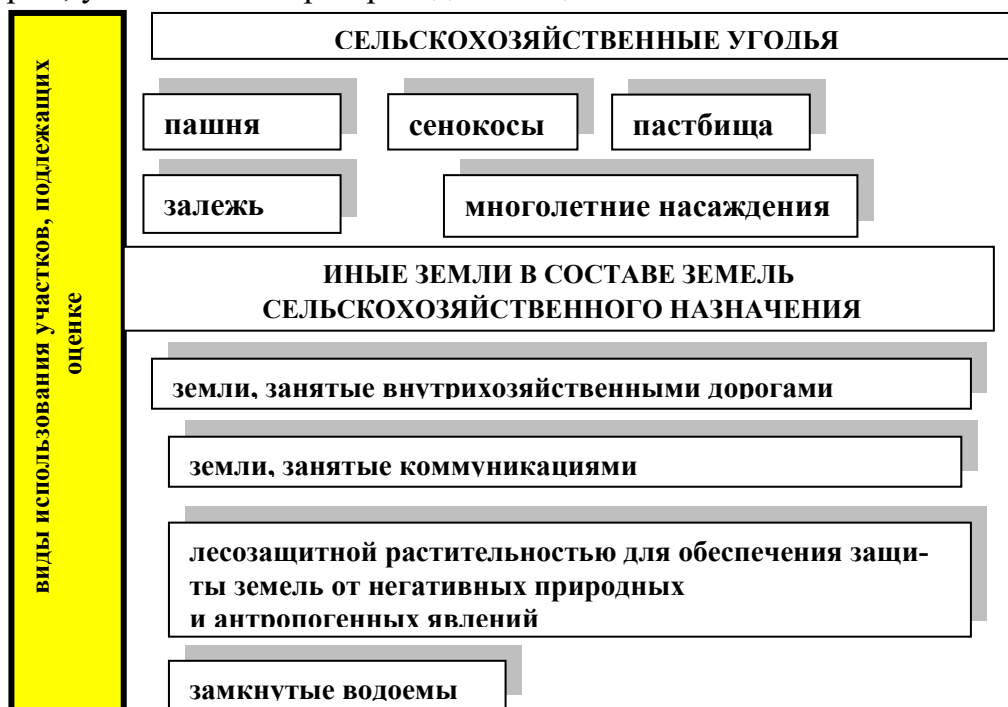 СЕЛЬСКОХОЗЯЙСТВЕННЫЕ УГОДЬЯ
виды использования участков, подлежащих
оценке
пашня
сенокосы
пастбища
залежь
многолетние насаждения
ИНЫЕ ЗЕМЛИ В СОСТАВЕ ЗЕМЕЛЬ
СЕЛЬСКОХОЗЯЙСТВЕННОГО НАЗНАЧЕНИЯ
земли, занятые внутрихозяйственными дорогами
земли, занятые коммуникациями
лесозащитной растительностью для обеспечения защи-
ты земель от негативных природных
и антропогенных явлений
замкнутые водоемы